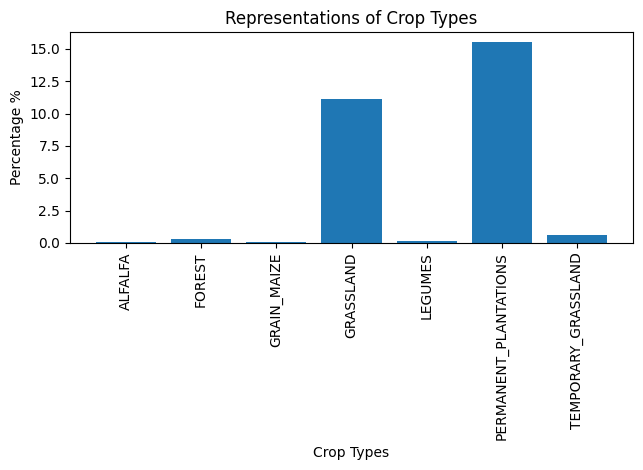 Representations of Crop Types
Percentage %
15.0
12.5
10.0
7.5
5.0
2.5
0.0
ALFALFA
FOREST
GRAIN_MAIZE
GRASSLAND
LEGUMES
PERMANENT_PLANTATIONS
TEMPORARY_GRASSLAND
Crop Types